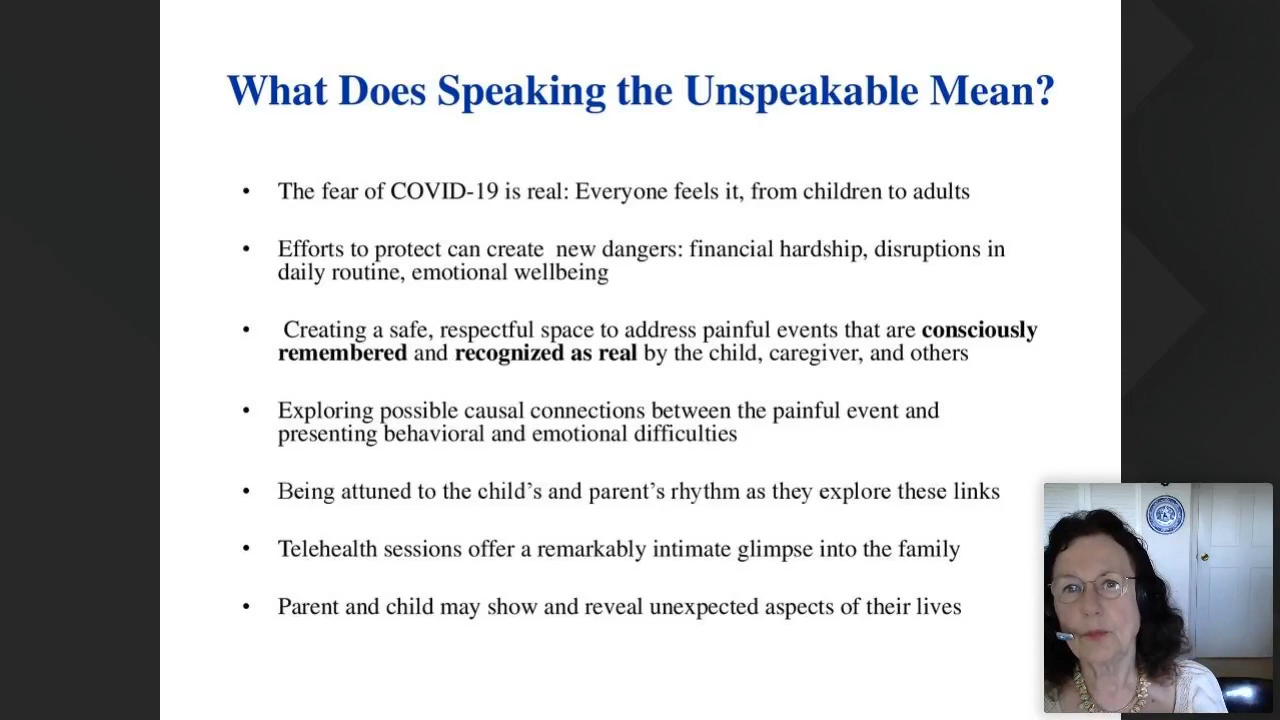 What Does Speaking the Unspeakable Mean?
• The fear of COVID-19 is real: Everyone feels it, from children to adults
• Efforts to protect can create  new dangers: financial hardship, disruptions in
daily routine, emotional wellbeing
• Creating a safe, respectful space to address painful events that are consciously
remembered and recognized as real by the child, caregiver, and others
• Exploring possible causal connections between the painful event and
presenting behavioral and emotional difficulties
• Being attuned to the child’s and parent’s rhythm as they explore these links
• Telehealth sessions offer a remarkably intimate glimpse into the family
• Parent and child may show and reveal unexpected aspects of their lives